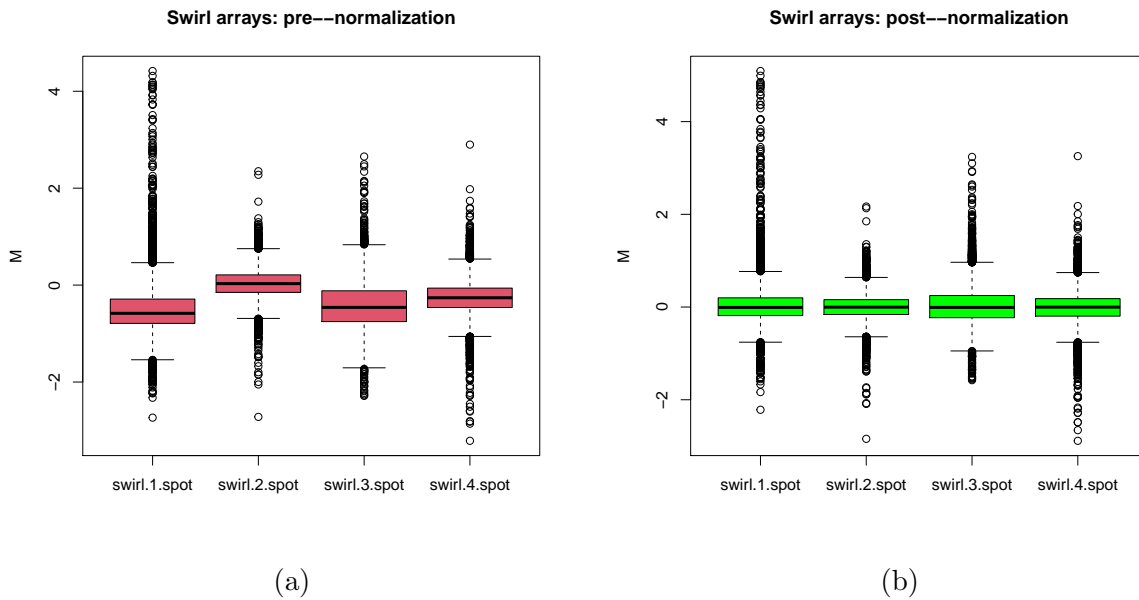 Swirl arrays: pre−−normalization
M
4
2
0
−2
swirl.1.spot swirl.2.spot swirl.3.spot swirl.4.spot
(a)
Swirl arrays: post−−normalization
M
4
2
0
−2
swirl.1.spot swirl.2.spot swirl.3.spot swirl.4.spot
(b)